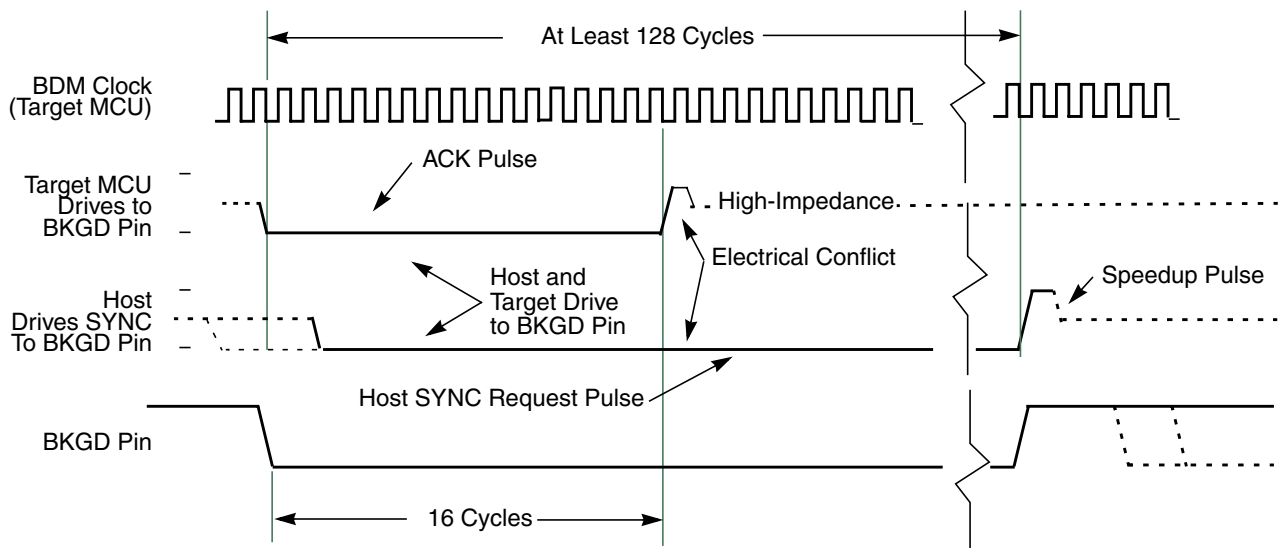 At Least 128 Cycles
BDM Clock
(Target MCU)
ACK Pulse
Target MCU
Drives to
BKGD Pin
High-Impedance
Electrical Conflict
Host and
Target Drive
to BKGD Pin
Speedup Pulse
Host
Drives SYNC
To BKGD Pin
Host SYNC Request Pulse
BKGD Pin
16 Cycles